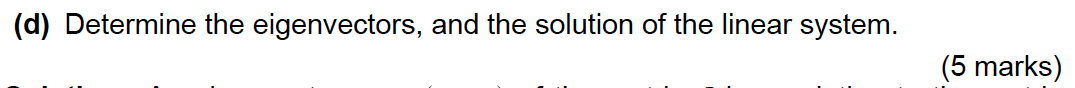 (d) Determine the eigenvectors, and the solution of the linear system.
(5 marks)